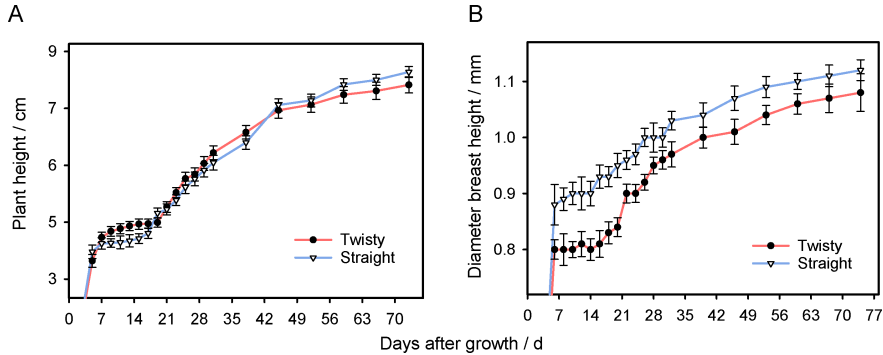 A
B
Plant height / cm
9
7
6
5
3
Twisty
Straight
0 7 14 21 28 35 42 49 56 63 70
Diameter breast height / mm
1.1
1.0
0.9
0.8
Twisty
Straight
0 7 14 21 28 35 42 49 56 63 70 77
Days after growth / d